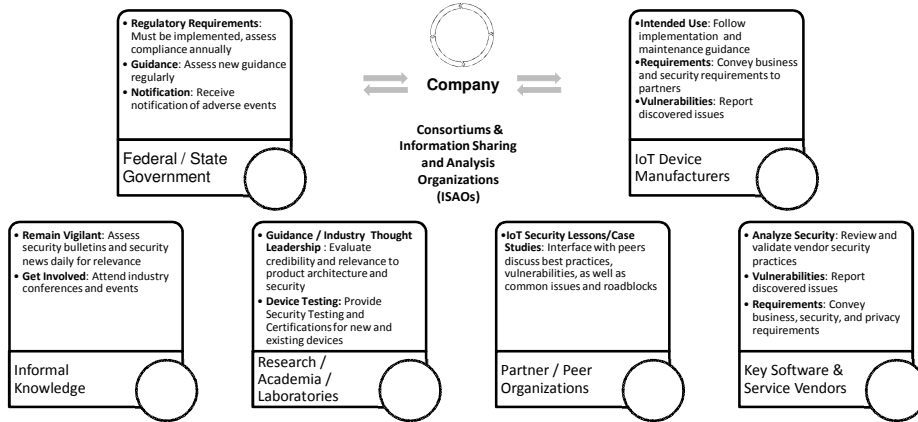 • Regulatory Requirements:
Must be implemented, assess
compliance annually
• Guidance: Assess new guidance
regularly
• Notification: Receive
notification of adverse events
Federal / State
Government
Company
Consortiums &
Information Sharing
and Analysis
Organizations
(ISAOs)
•Intended Use: Follow
implementation and
maintenance guidance
•Requirements: Convey business
and security requirements to
partners
•Vulnerabilities: Report
discovered issues
IoT Device
Manufacturers
• Remain Vigilant: Assess
security bulletins and security
news daily for relevance
• Get Involved: Attend industry
conferences and events
Informal
Knowledge
• Guidance / Industry Thought
Leadership : Evaluate
credibility and relevance to
product architecture and
security
• Device Testing: Provide
Security Testing and
Certifications for new and
existing devices
Research /
Academia /
Laboratories
•IoT Security Lessons/Case
Studies: Interface with peers
discuss best practices,
vulnerabilities, as well as
common issues and roadblocks
Partner / Peer
Organizations
• Analyze Security: Review and
validate vendor security
practices
• Vulnerabilities: Report
discovered issues
• Requirements: Convey
business, security, and privacy
requirements
Key Software &
Service Vendors